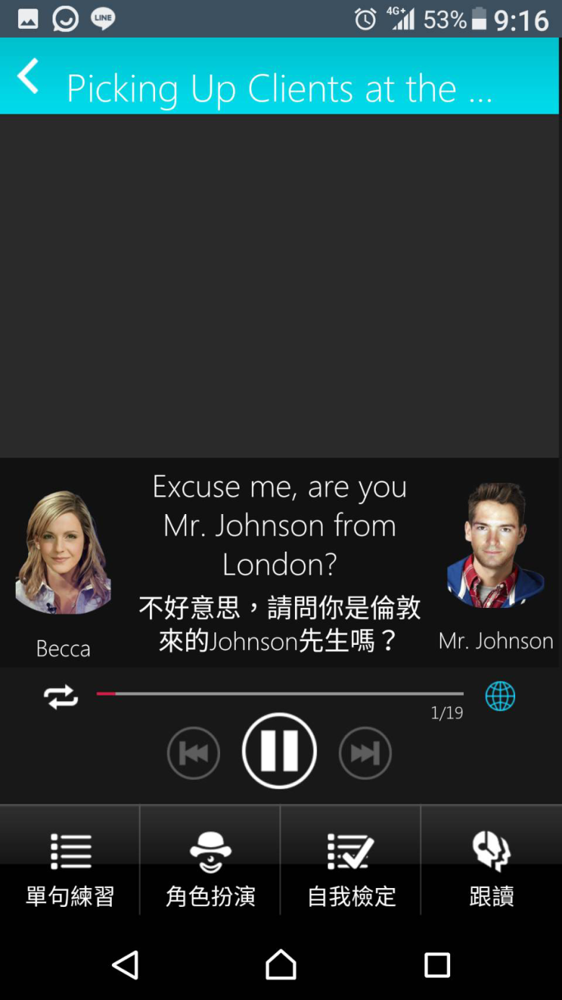 LINE
4G+
53%
9:16
Picking Up Clients at the ...
Excuse me, are you
Mr. Johnson from
London?
不好意思，請問你是倫敦
來的Johnson先生嗎？
Becca
Mr. Johnson
1/19
單句練習
角色扮演
自我檢定
跟讀